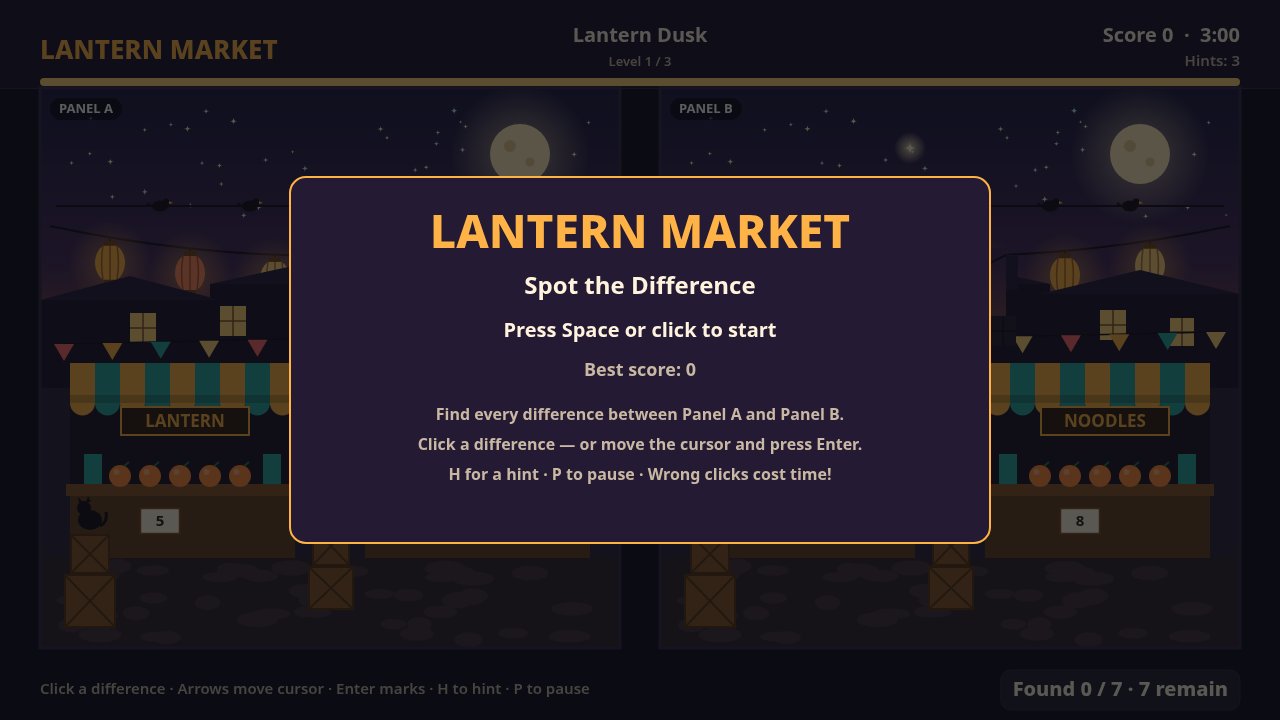 LANTERN MARKET
Lantern Dusk
Level 1 / 3
Score 0 · 3:00
Hints: 3
PANEL A
PANEL B
LANTERN MARKET
Spot the Difference
Press Space or click to start
Best score: 0
Find every difference between Panel A and Panel B.
Click a difference — or move the cursor and press Enter.
H for a hint · P to pause · Wrong clicks cost time!
LANTERN
NOODLES
5
8
Click a difference · Arrows move cursor · Enter marks · H to hint · P to pause
Found 0 / 7 · 7 remain